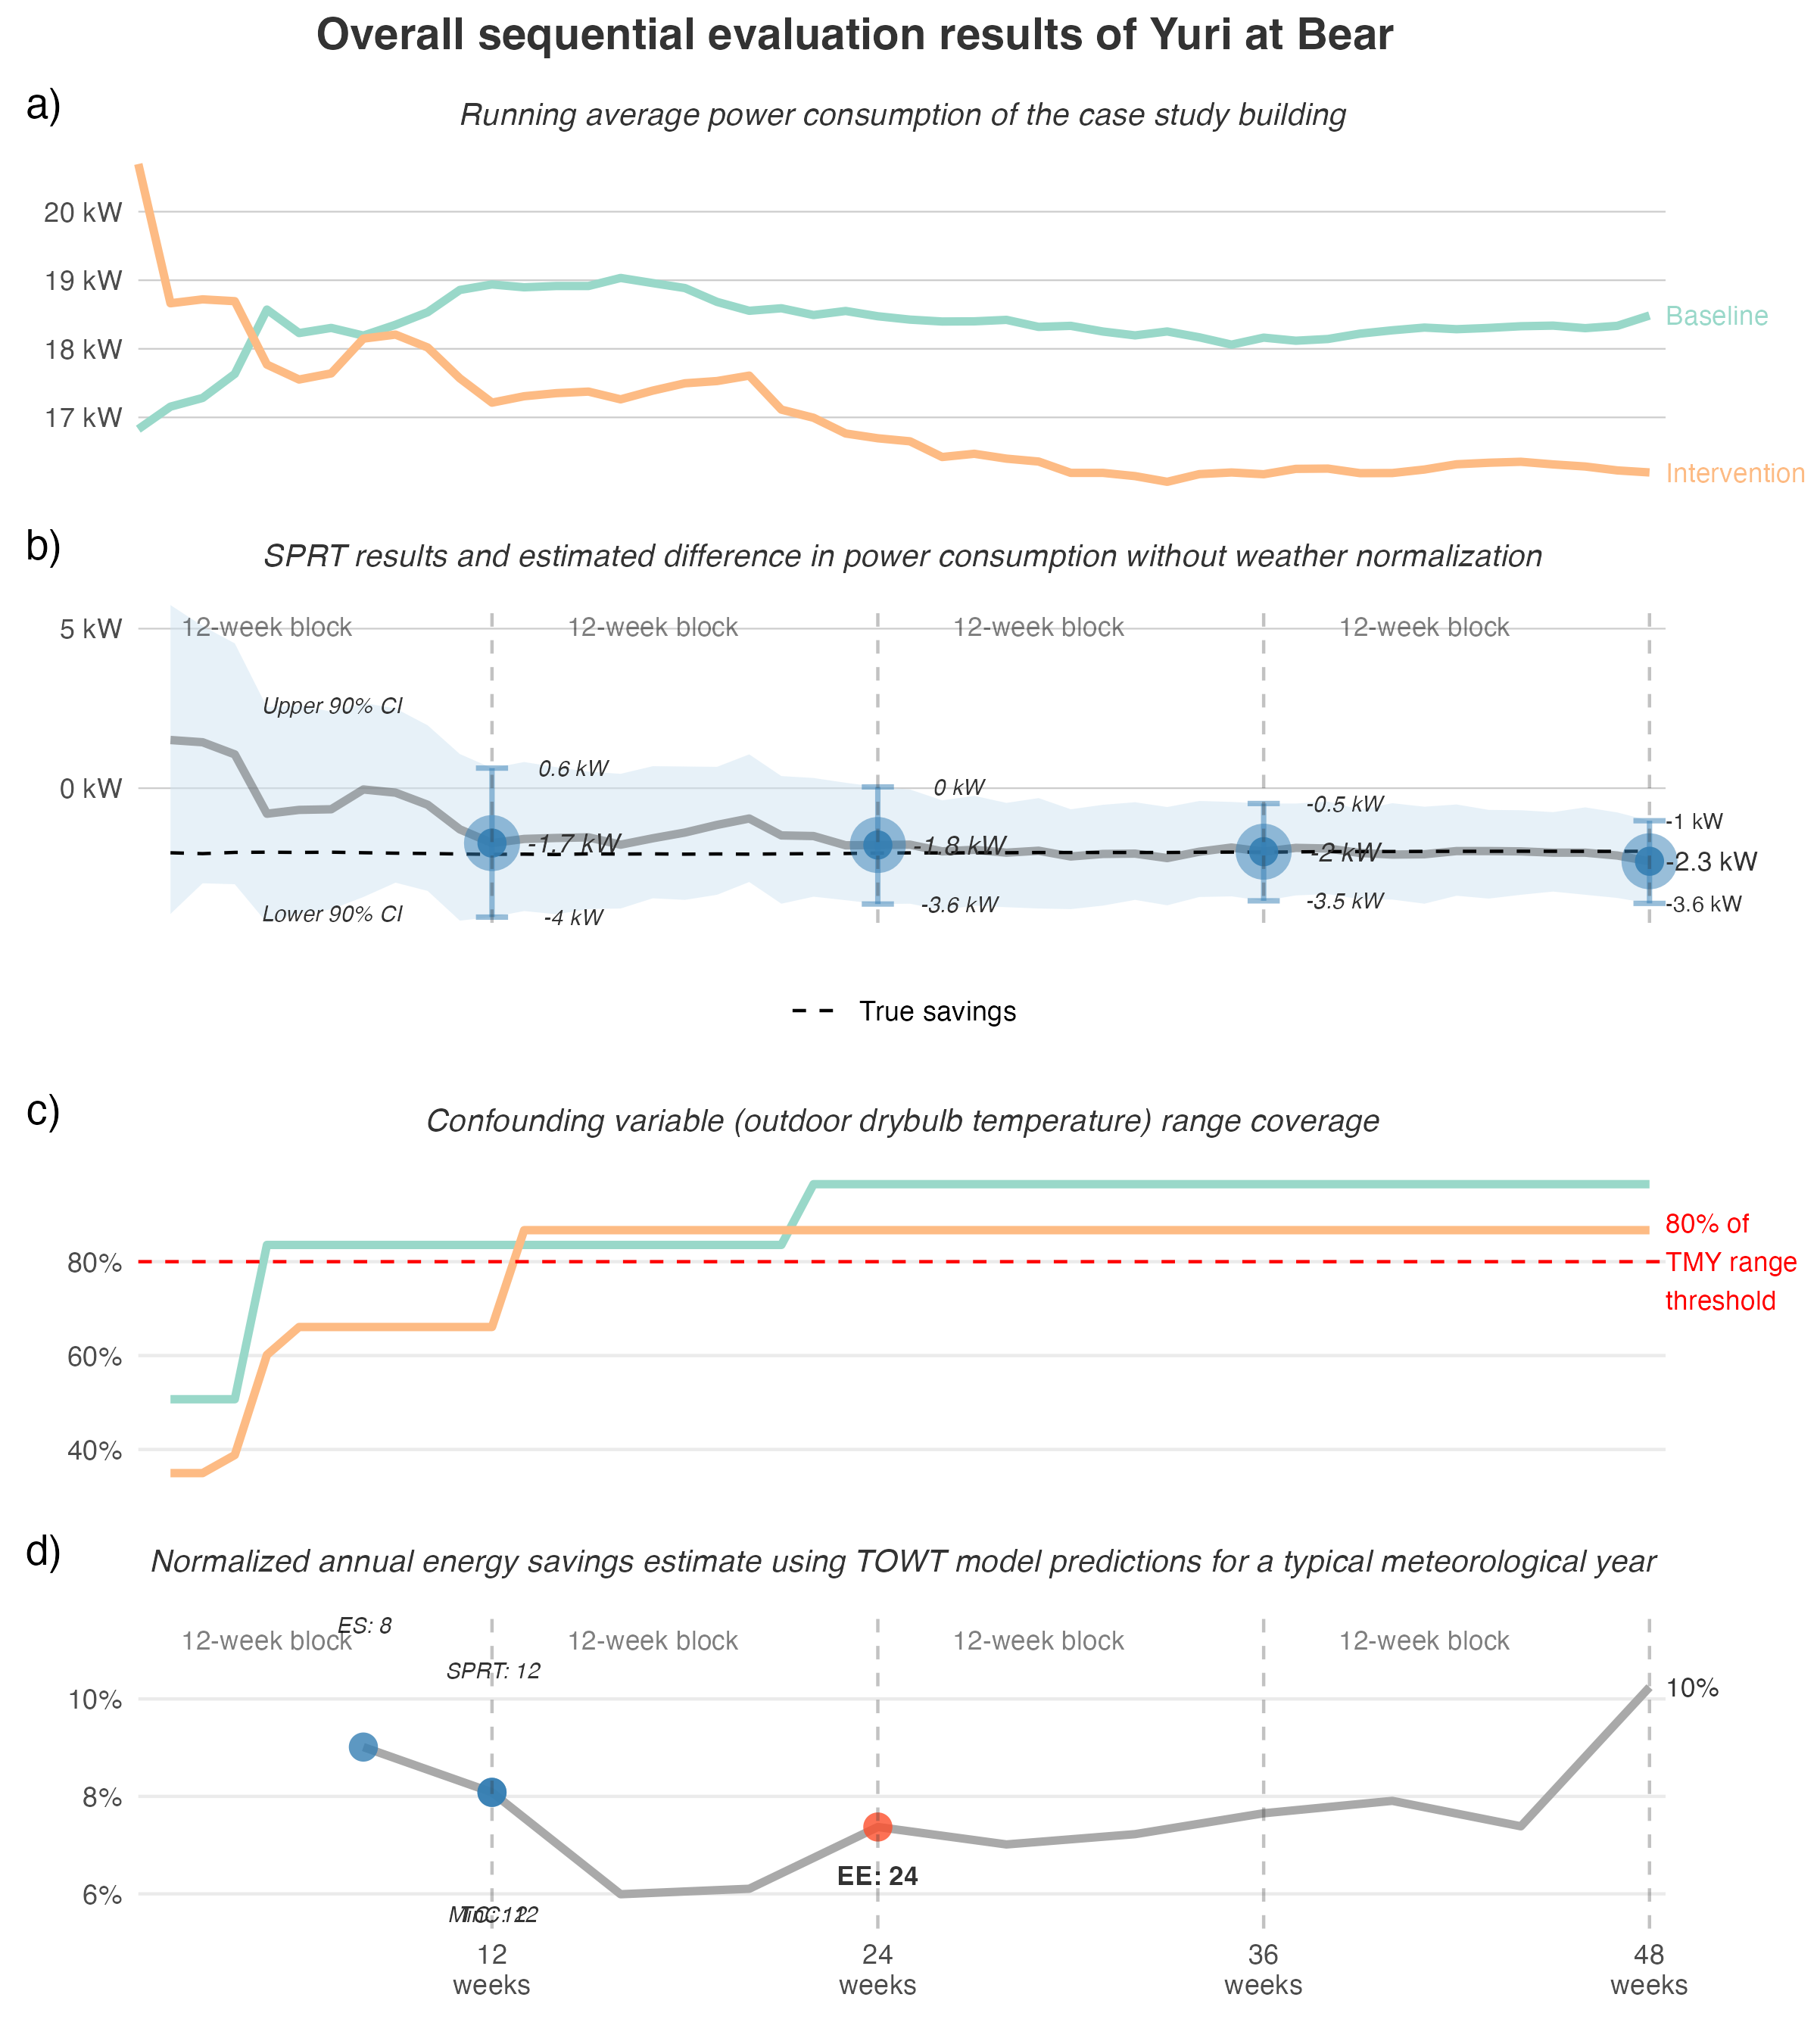 Overall sequential evaluation results of Yuri at Bear
a)
Running average power consumption of the case study building
20 kW
19 kW
18 kW
17 kW
Baseline
Intervention
b)
SPRT results and estimated difference in power consumption without weather normalization
5 kW
0 kW
12-week block
12-week block
12-week block
12-week block
Upper 90% CI
Lower 90% CI
0.6 kW
-1.7 kW
-4 kW
0 kW
-1.8 kW
-3.6 kW
-0.5 kW
-2 kW
-3.5 kW
-1 kW
-2.3 kW
-3.6 kW
True savings
c)
Confounding variable (outdoor drybulb temperature) range coverage
80%
60%
40%
80% of
TMY range
threshold
d)
Normalized annual energy savings estimate using TOWT model predictions for a typical meteorological year
12-week block
12-week block
12-week block
12-week block
ES: 8
SPRT: 12
10%
8%
6%
10%
EE: 24
12
weeks
24
weeks
36
weeks
48
weeks